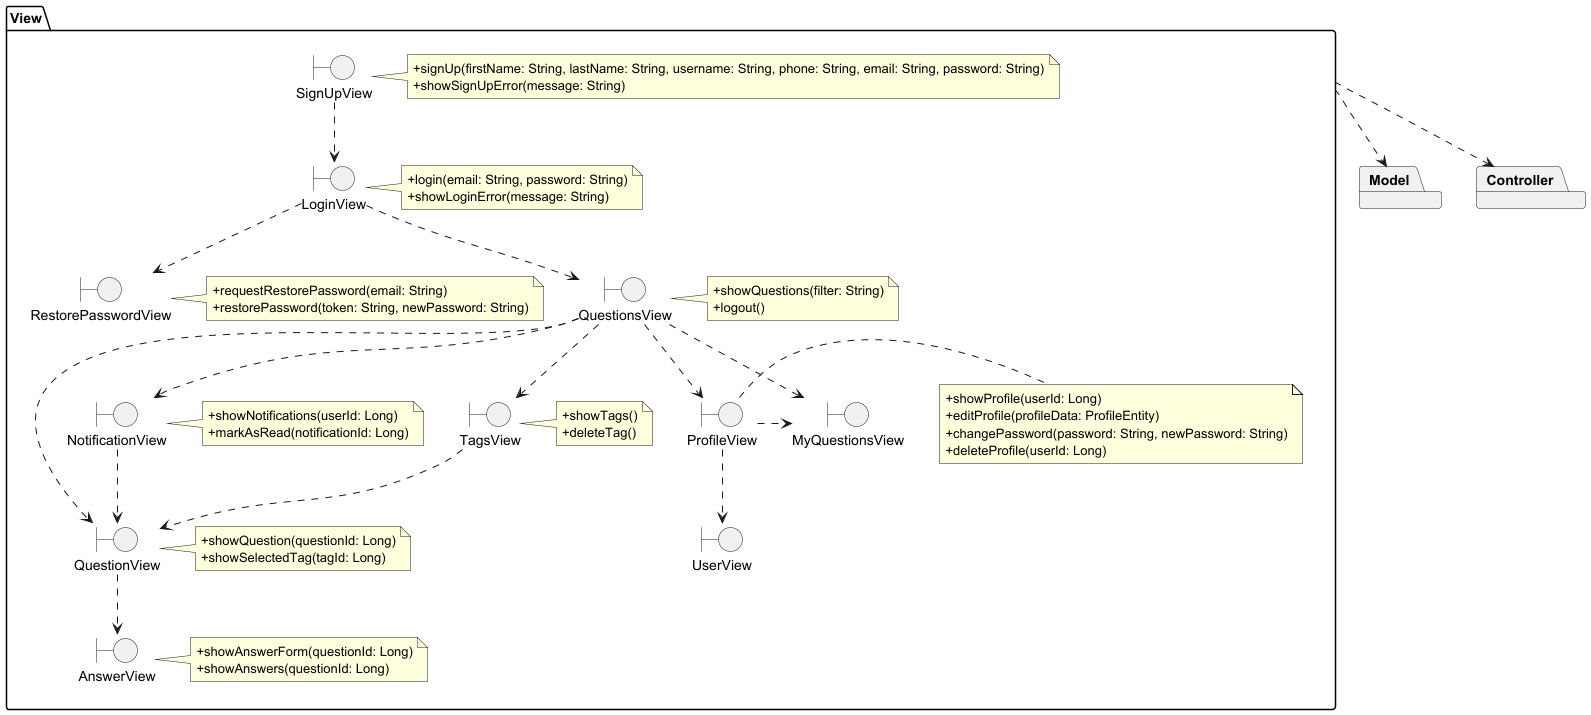 View
+signUp(firstName: String, lastName: String, username: String, phone: String, email: String, password: String)
+showSignUpError(message: String)
SignUpView
Model
Controller
+login(email: String, password: String)
+showLoginError(message: String)
LoginView
+requestRestorePassword(email: String)
+restorePassword(token: String, newPassword: String)
RestorePasswordView
+showQuestions(filter: String)
+logout()
QuestionsView
+showNotifications(userId: Long)
+markAsRead(notificationId: Long)
NotificationView
+showTags()
+deleteTag()
TagsView
ProfileView
MyQuestionsView
+showProfile(userId: Long)
+editProfile(profileData: ProfileEntity)
+changePassword(password: String, newPassword: String)
+deleteProfile(userId: Long)
+showQuestion(questionId: Long)
+showSelectedTag(tagId: Long)
QuestionView
UserView
+showAnswerForm(questionId: Long)
+showAnswers(questionId: Long)
AnswerView